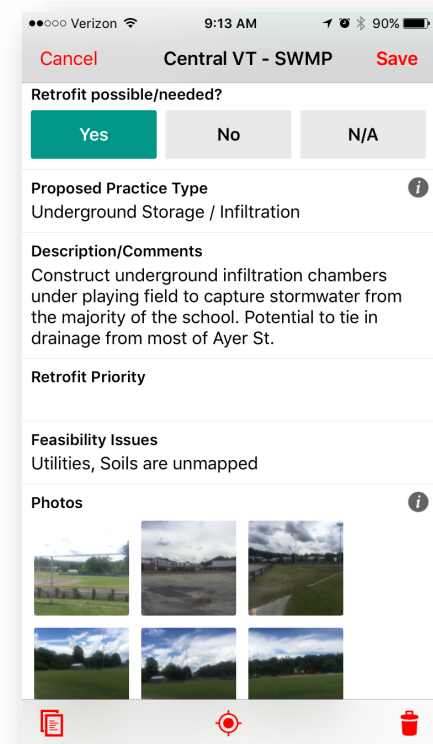 Verizon 9:13 AM 90%
Cancel Central VT - SWMP Save
Retrofit possible/needed?
Yes No N/A
Proposed Practice Type
Underground Storage / Infiltration
Description/Comments
Construct underground infiltration chambers
under playing field to capture stormwater from
the majority of the school. Potential to tie in
drainage from most of Ayer St.
Retrofit Priority
Feasibility Issues
Utilities, Soils are unmapped
Photos